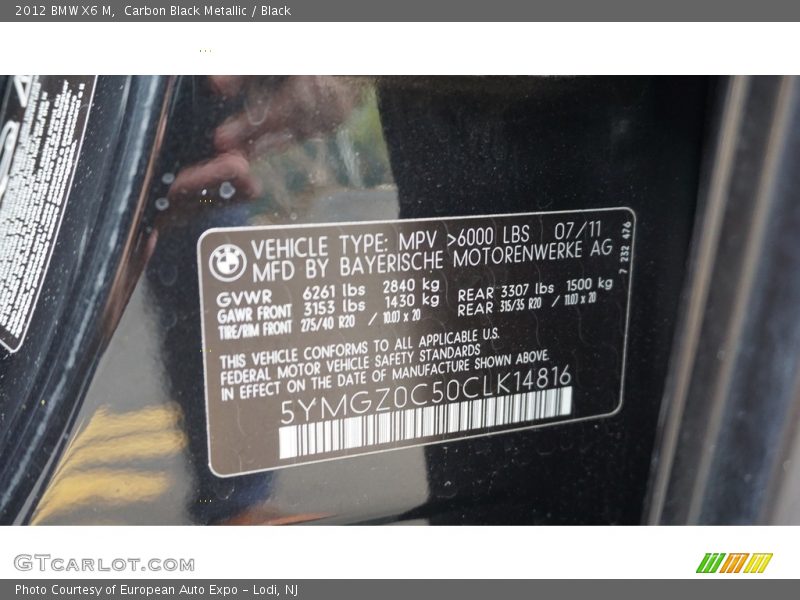 2012 BMW X6 M,  Carbon Black Metallic / Black
BMW
VEHICLE TYPE: MPV >6000 LBS 07/11
MFD BY BAYERISCHE MOTORENWERKE AG
7 232 476
GVWR 6261 lbs 2840 kg
GAWR FRONT 3153 lbs 1430 kg REAR 3307 lbs 1500 kg
TIRE/RIM FRONT 275/40 R20 / 10.0J x 20 REAR 315/35 R20 / 11.0J x 20
THIS VEHICLE CONFORMS TO ALL APPLICABLE U.S.
FEDERAL MOTOR VEHICLE SAFETY STANDARDS
IN EFFECT ON THE DATE OF MANUFACTURE SHOWN ABOVE.
5YMGZ0C50CLK14816
GTCARLOT.COM
Photo Courtesy of European Auto Expo - Lodi, NJ